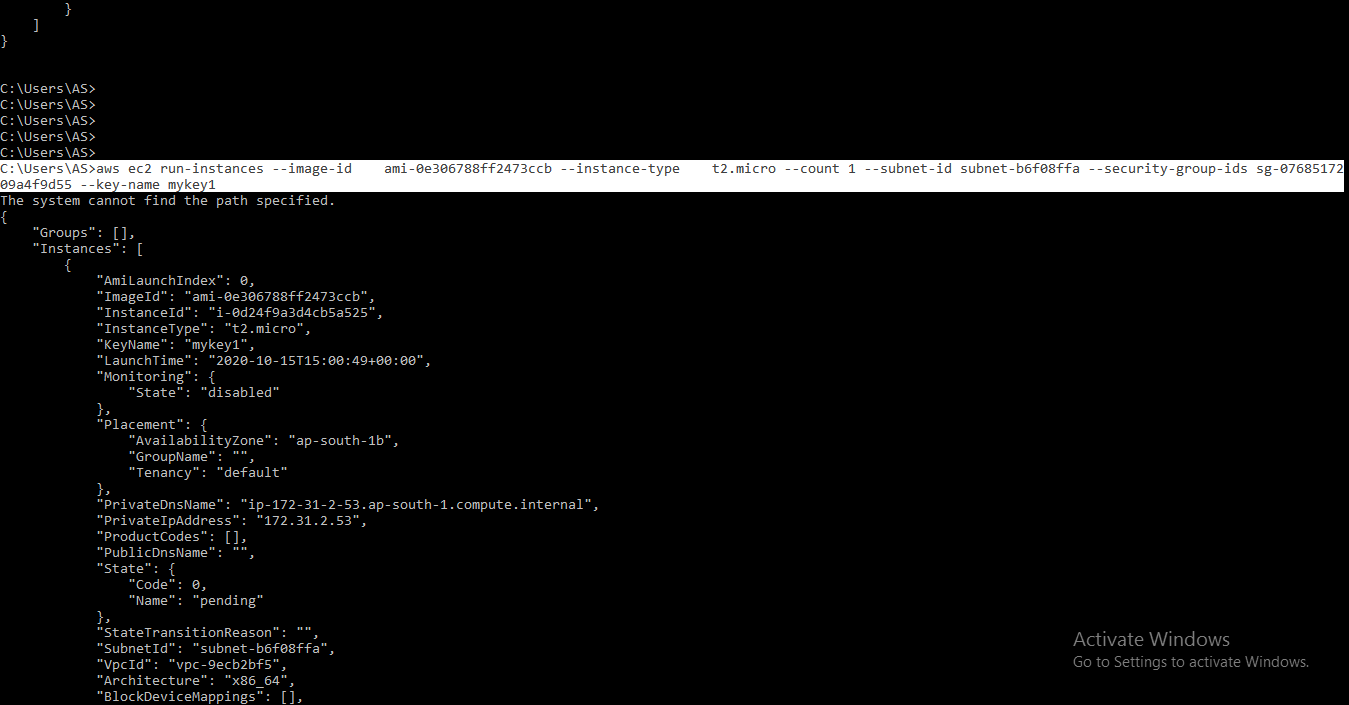 }
    ]
}
C:\Users\AS>
C:\Users\AS>
C:\Users\AS>
C:\Users\AS>
C:\Users\AS>
C:\Users\AS>aws ec2 run-instances --image-id    ami-0e306788ff2473ccb --instance-type    t2.micro --count 1 --subnet-id subnet-b6f08ffa --security-group-ids sg-07685172
09a4f9d55 --key-name mykey1
The system cannot find the path specified.
{
    "Groups": [],
    "Instances": [
        {
            "AmiLaunchIndex": 0,
            "ImageId": "ami-0e306788ff2473ccb",
            "InstanceId": "i-0d24f9a3d4cb5a525",
            "InstanceType": "t2.micro",
            "KeyName": "mykey1",
            "LaunchTime": "2020-10-15T15:00:49+00:00",
            "Monitoring": {
                "State": "disabled"
            },
            "Placement": {
                "AvailabilityZone": "ap-south-1b",
                "GroupName": "",
                "Tenancy": "default"
            },
            "PrivateDnsName": "ip-172-31-2-53.ap-south-1.compute.internal",
            "PrivateIpAddress": "172.31.2.53",
            "ProductCodes": [],
            "PublicDnsName": "",
            "State": {
                "Code": 0,
                "Name": "pending"
            },
            "StateTransitionReason": "",
            "SubnetId": "subnet-b6f08ffa",
            "VpcId": "vpc-9ecb2bf5",
            "Architecture": "x86_64",
            "BlockDeviceMappings": [],
Activate Windows
Go to Settings to activate Windows.